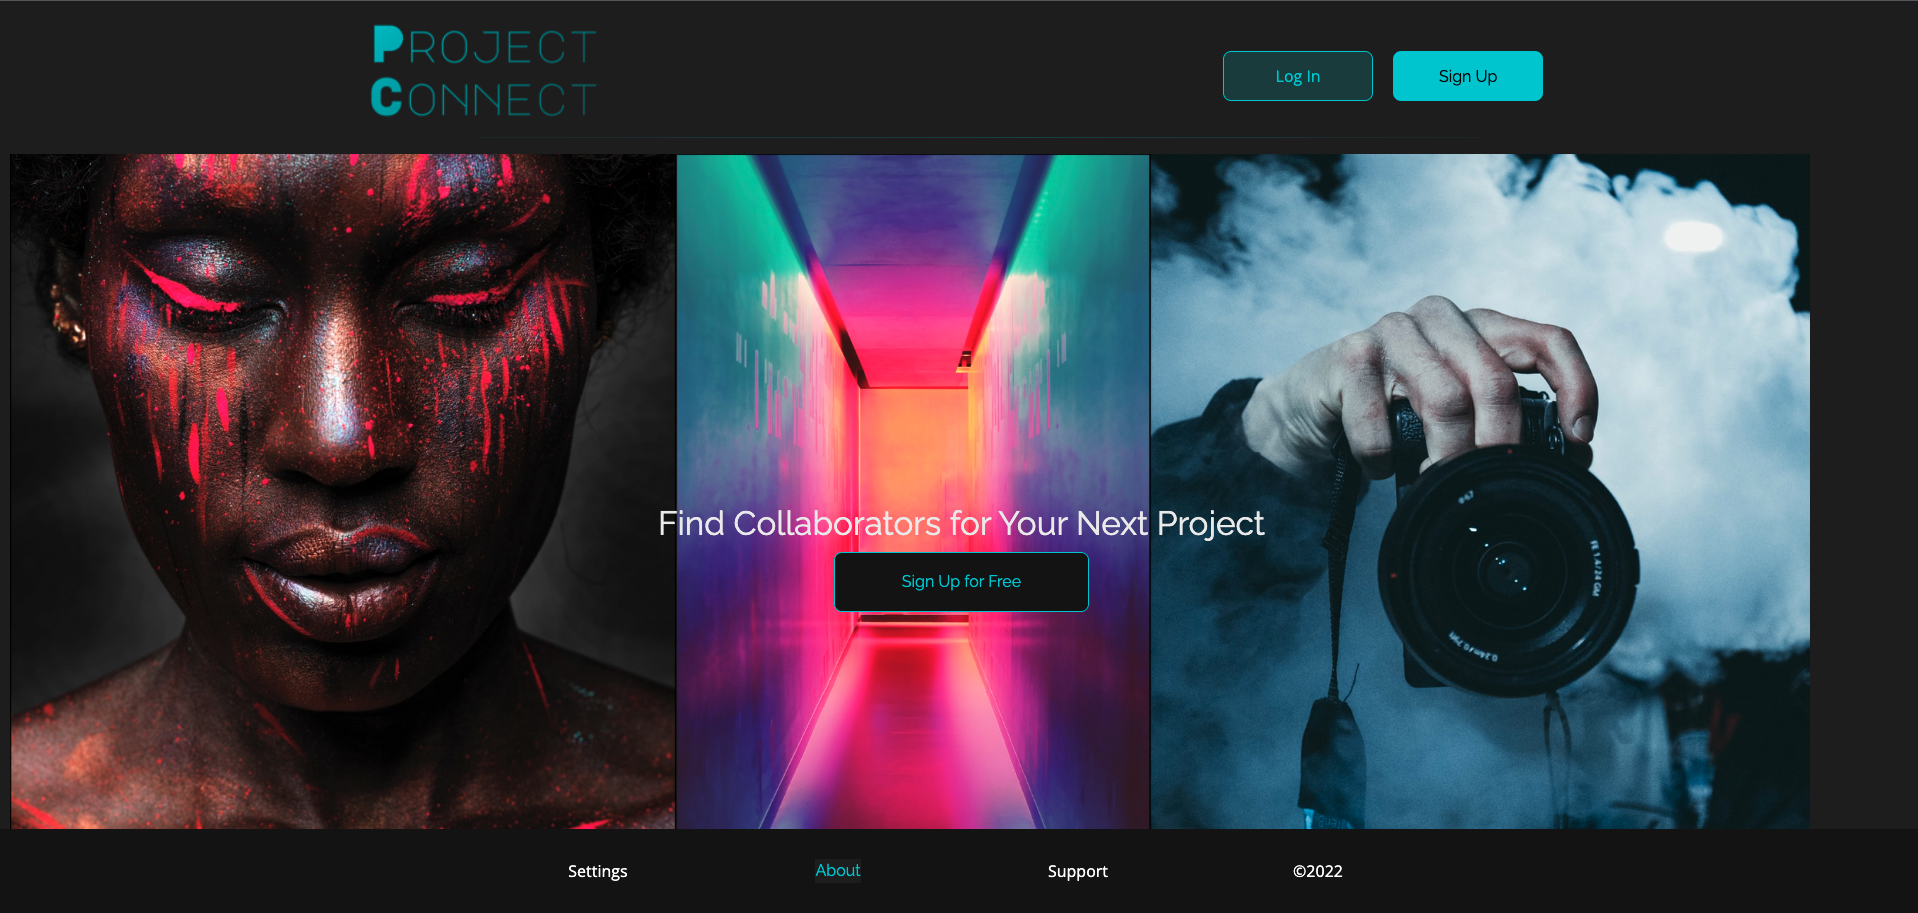 PROJECT
CONNECT
Log In
Sign Up
Find Collaborators for Your Next Project
Sign Up for Free
Settings
About
Support
©2022